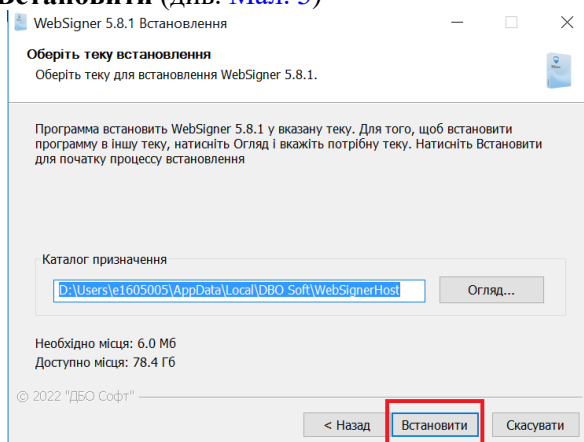 Встановити (див. Мал. 3)
WebSigner 5.8.1 Встановлення
Оберіть теку встановлення
Оберіть теку для встановлення WebSigner 5.8.1.
Программа встановить WebSigner 5.8.1 у вказану теку. Для того, щоб встановити
программу в іншу теку, натисніть Огляд і вкажіть потрібну теку. Натисніть Встановити
для початку процессу встановлення
Каталог призначення
D:\Users\e1605005\AppData\Local\DBO Soft\WebSignerHost
Огляд...
Необхідно місця: 6.0 Мб
Доступно місця: 78.4 Гб
© 2022 "ДБО Софт"
< Назад Встановити Скасувати